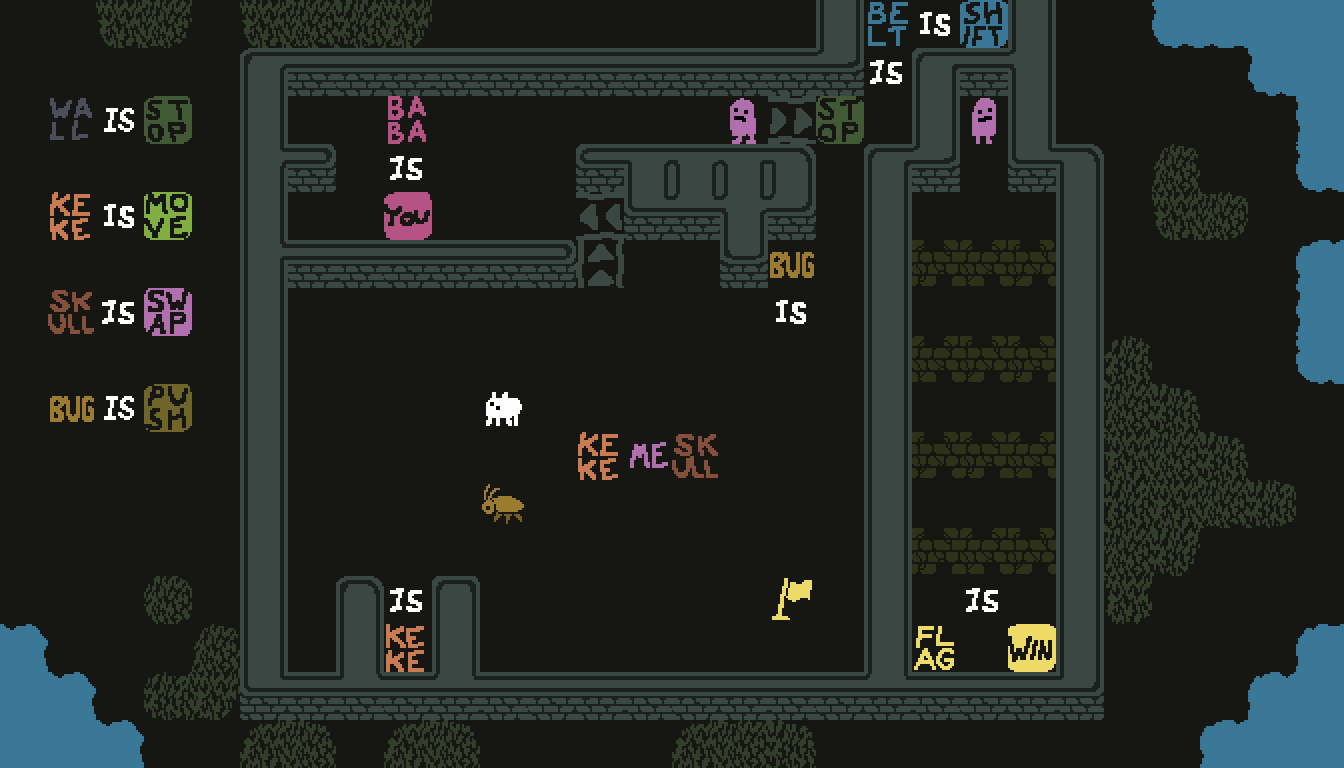 BELT IS SHIFT
IS
WALL IS STOP
BABA
STOP
IS
KEKE IS MOVE
YOU
BUG
SKULL IS SWAP
IS
BUG IS PUSH
KEKE ME SKULL
IS
IS
KEKE
FLAG
WIN